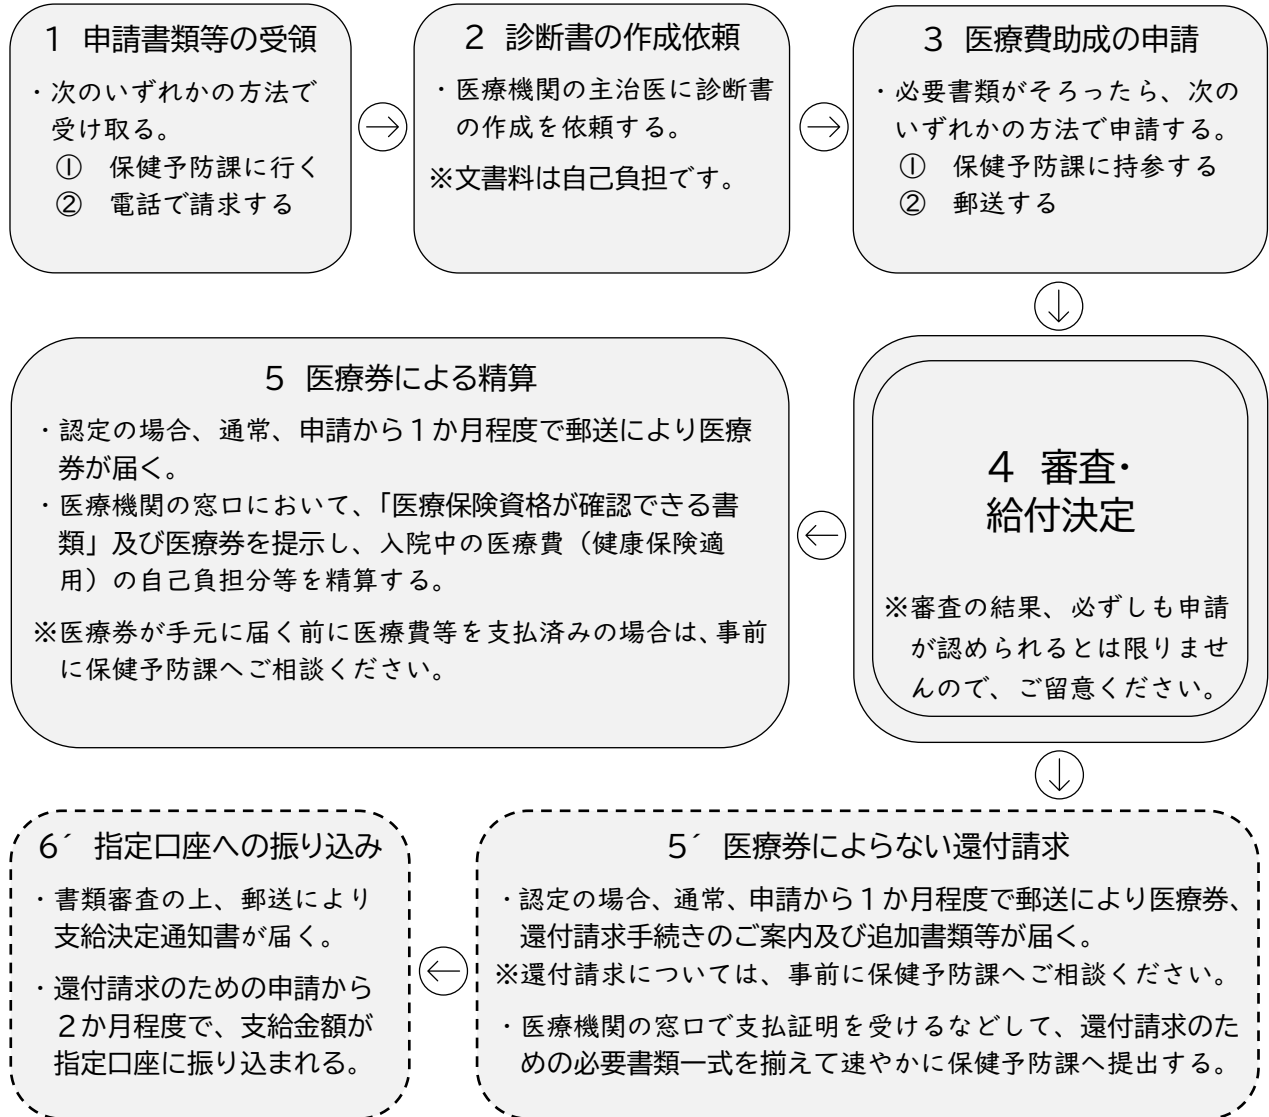 1 申請書類等の受領
・次のいずれかの方法で
受け取る。
① 保健予防課に行く
② 電話で請求する
2 診断書の作成依頼
・医療機関の主治医に診断書
の作成を依頼する。
※文書料は自己負担です。
3 医療費助成の申請
・必要書類がそろったら、次の
いずれかの方法で申請する。
① 保健予防課に持参する
② 郵送する
4 審査・
給付決定
※審査の結果、必ずしも申請
が認められるとは限りませ
んので、ご留意ください。
5 医療券による精算
・認定の場合、通常、申請から1か月程度で郵送により医療
券が届く。
・医療機関の窓口において、「医療保険資格が確認できる書
類」及び医療券を提示し、入院中の医療費（健康保険適
用）の自己負担分等を精算する。
※医療券が手元に届く前に医療費等を支払済みの場合は、事前
に保健予防課へご相談ください。
5´ 医療券によらない還付請求
・認定の場合、通常、申請から1か月程度で郵送により医療券、
還付請求手続きのご案内及び追加書類等が届く。
※還付請求については、事前に保健予防課へご相談ください。
・医療機関の窓口で支払証明を受けるなどして、還付請求のた
めの必要書類一式を揃えて速やかに保健予防課へ提出する。
6´ 指定口座への振り込み
・書類審査の上、郵送により
支給決定通知書が届く。
・還付請求のための申請から
2か月程度で、支給金額が
指定口座に振り込まれる。